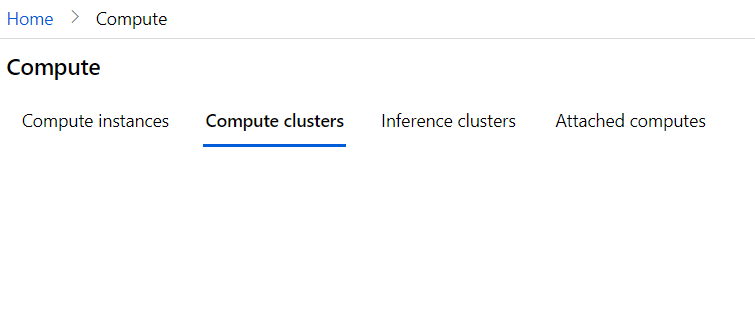 Home > Compute
Compute
Compute instances Compute clusters Inference clusters Attached computes